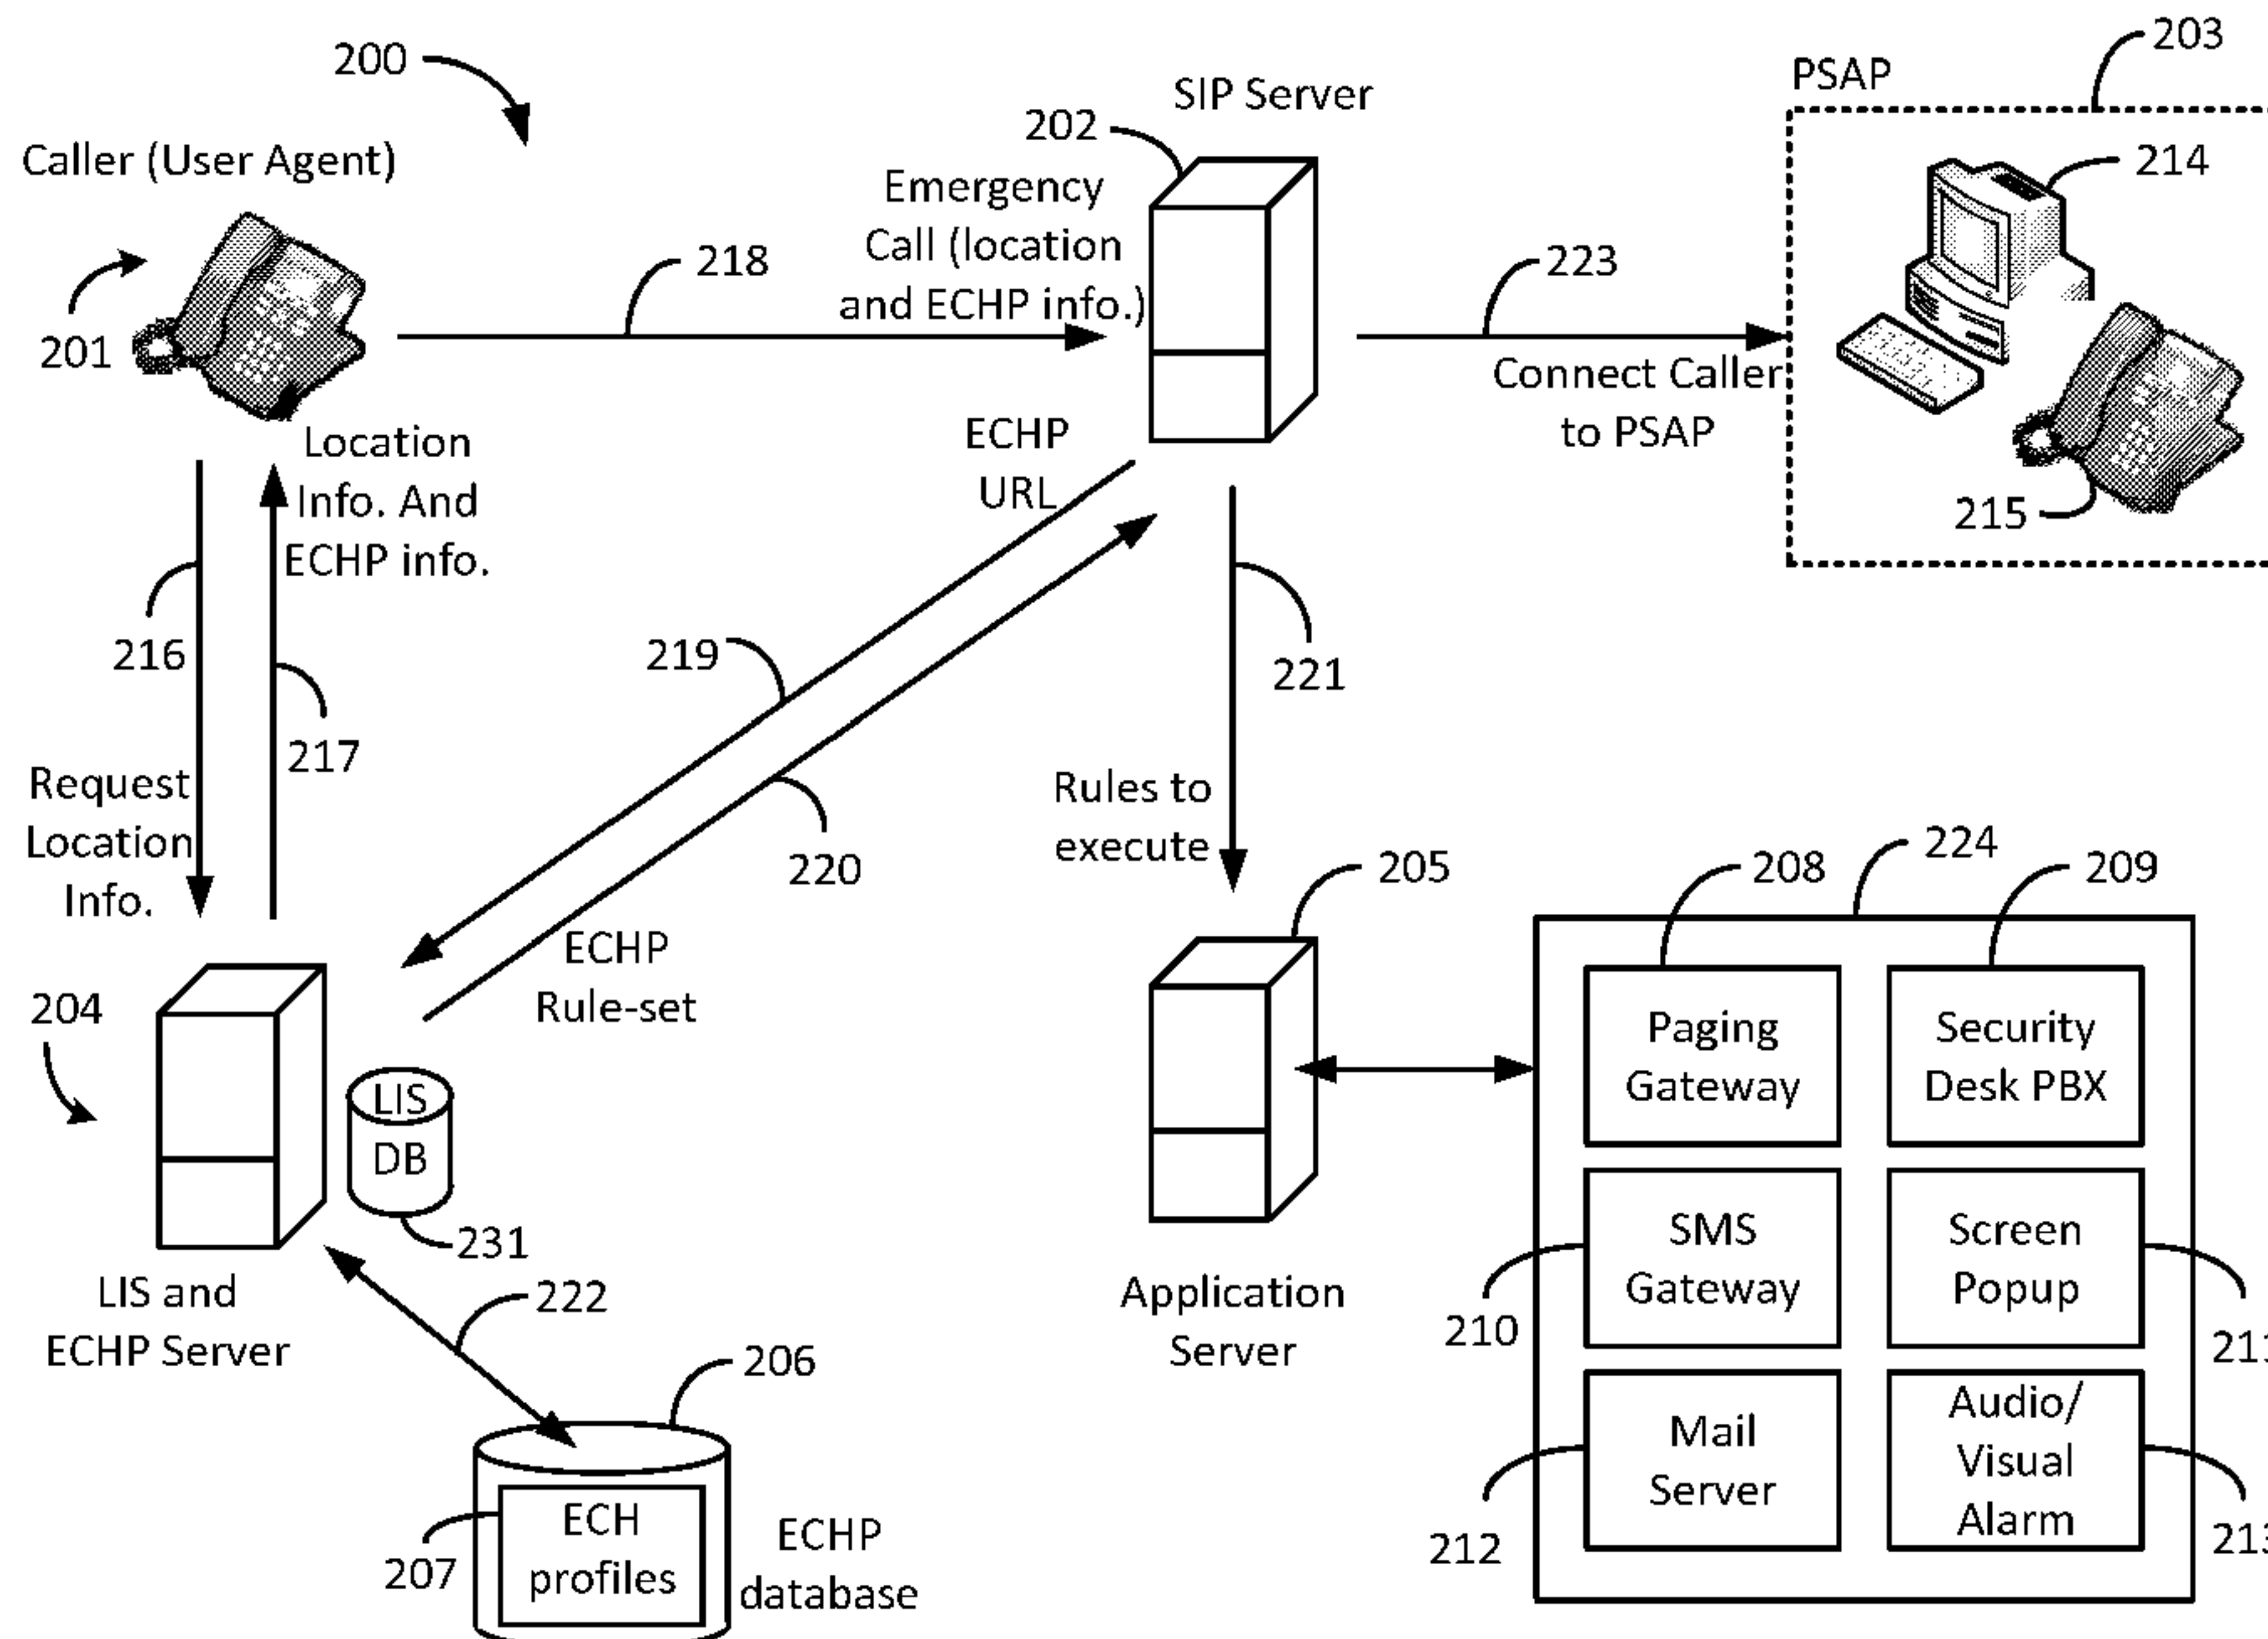 200
Caller (User Agent)
201
SIP Server
202
Emergency
Call (location
and ECHP info.)
218
PSAP
203
214
215
223
Connect Caller
to PSAP
Location
Info. And
ECHP info.
216
217
Request
Location
Info.
ECHP
URL
219
220
ECHP
Rule-set
221
Rules to
execute
204
LIS
DB
231
LIS and
ECHP Server
222
206
ECH
profiles
207
ECHP
database
205
Application
Server
224
208
209
Paging
Gateway
Security
Desk PBX
SMS
Gateway
Screen
Popup
210
Mail
Server
Audio/
Visual
Alarm
212